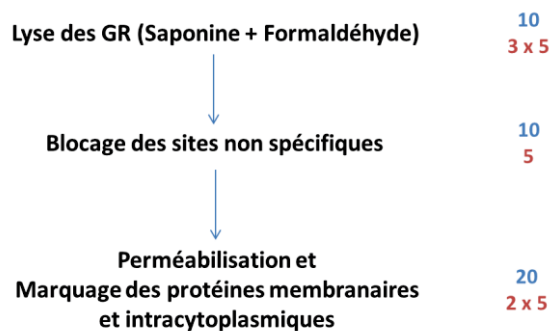 Lyse des GR (Saponine + Formaldéhyde)
10
3 x 5
Blocage des sites non spécifiques
10
5
Perméabilisation et
Marquage des protéines membranaires
et intracytoplasmiques
20
2 x 5